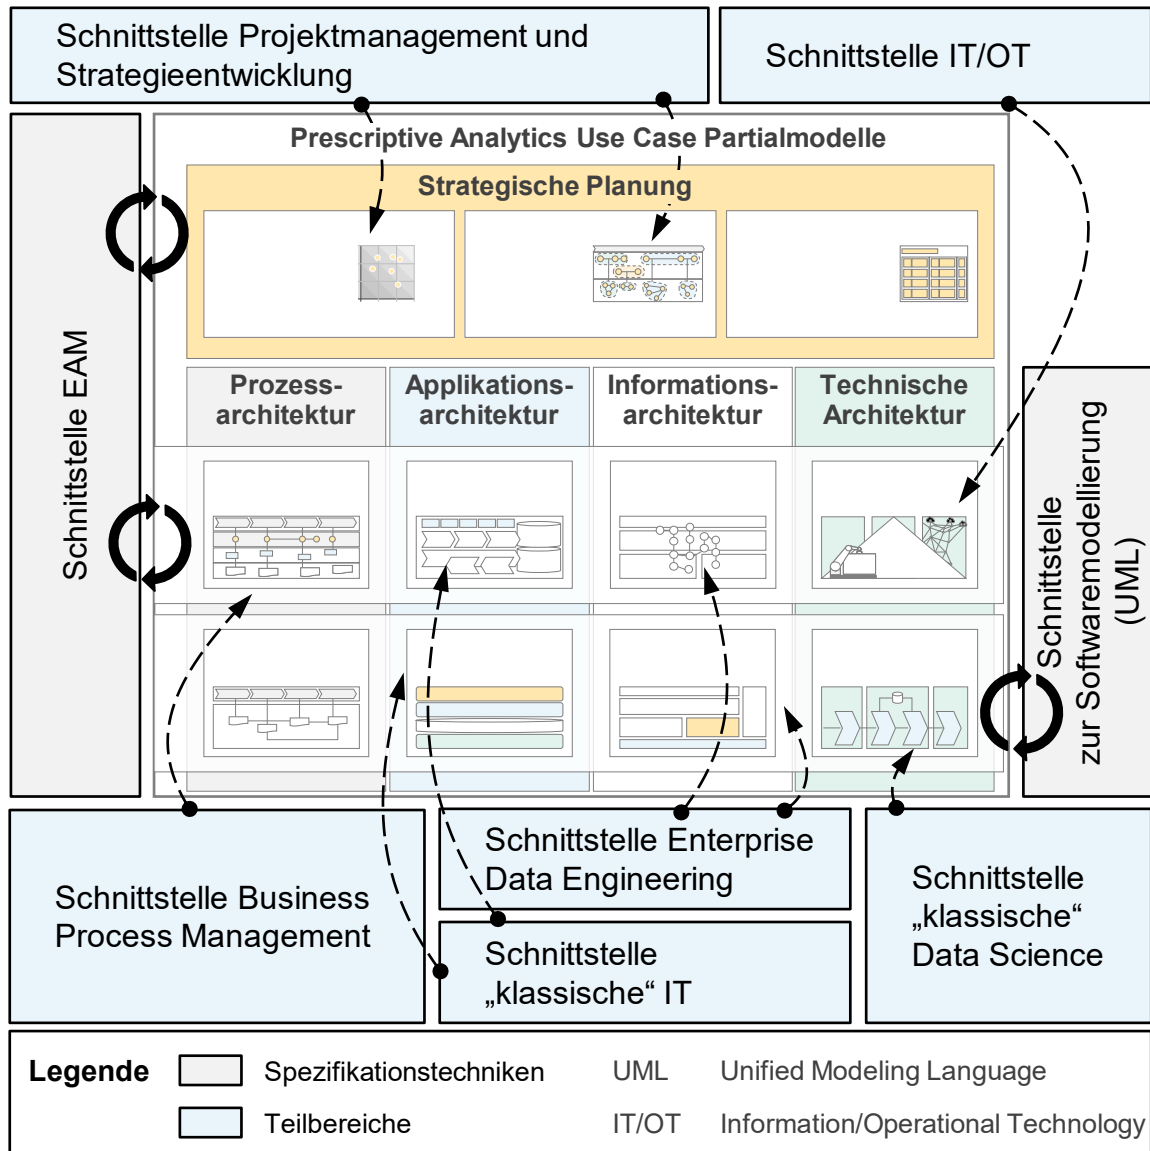 Schnittstelle Projektmanagement und
Strategieentwicklung
Schnittstelle IT/OT
Schnittstelle EAM
Prescriptive Analytics Use Case Partialmodelle
Strategische Planung
Prozess-
architektur
Applikations-
architektur
Informations-
architektur
Technische
Architektur
Schnittstelle
zur Softwaremodellierung
(UML)
Schnittstelle Business
Process Management
Schnittstelle Enterprise
Data Engineering
Schnittstelle
„klassische“ IT
Schnittstelle
„klassische“
Data Science
Legende
Spezifikationstechniken
UML Unified Modeling Language
Teilbereiche
IT/OT Information/Operational Technology